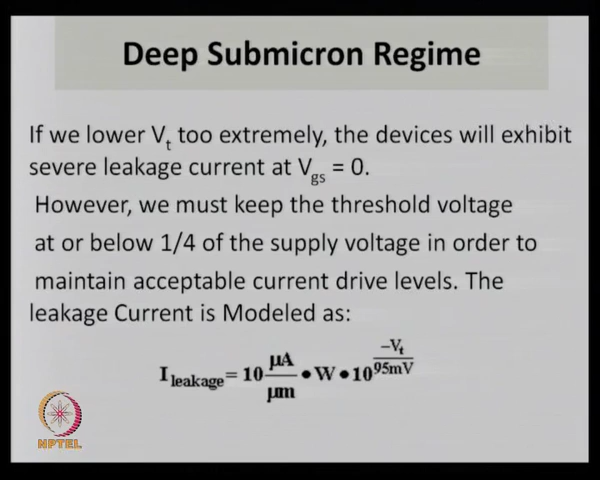 Deep Submicron Regime
If we lower Vt too extremely, the devices will exhibit
severe leakage current at Vgs = 0.
However, we must keep the threshold voltage
at or below 1/4 of the supply voltage in order to
maintain acceptable current drive levels. The
leakage Current is Modeled as:
I leakage = 10 μA/μm • W • 10^(-Vt/95mV)
NPTEL